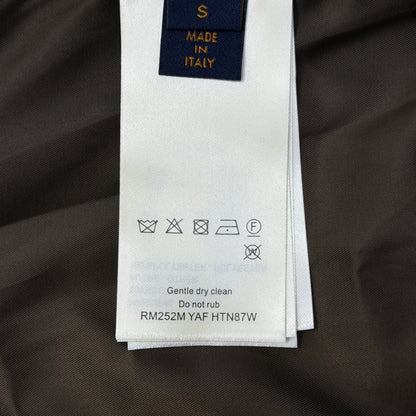 S
MADE
IN
ITALY
F
W
Gentle dry clean
Do not rub
RM252M YAF HTN87W